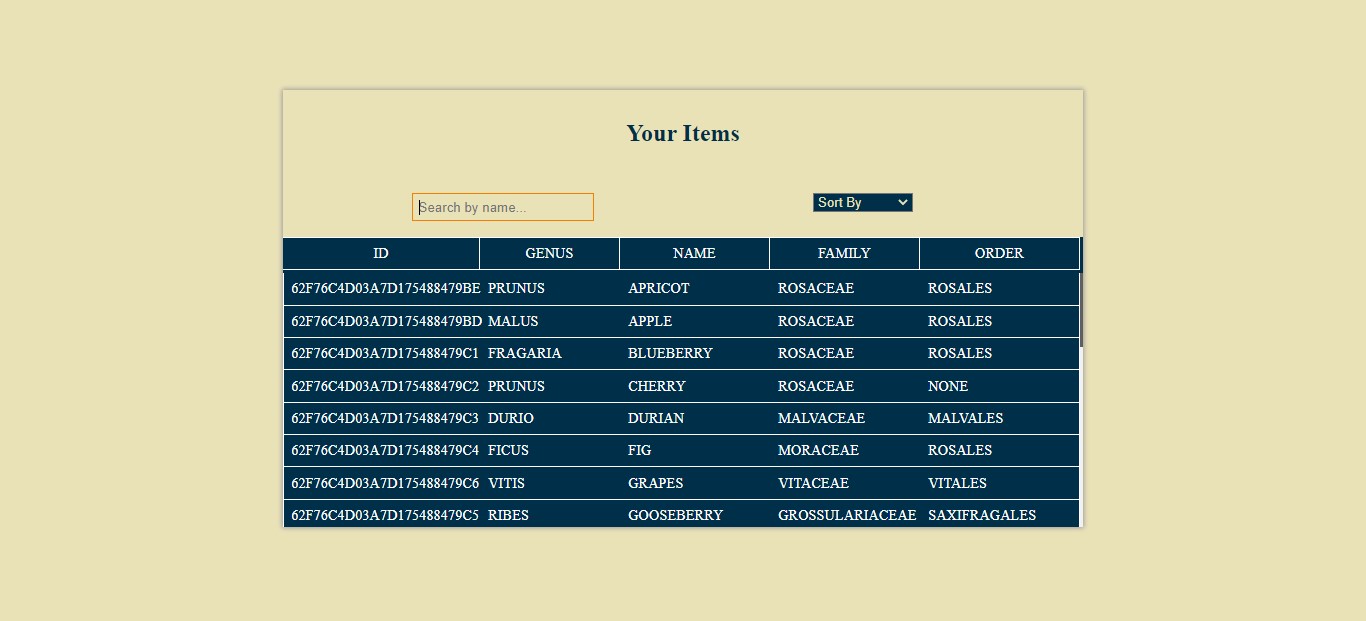 Your Items
Search by name...
Sort By
ID GENUS NAME FAMILY ORDER
62F76C4D03A7D175488479BE PRUNUS APRICOT ROSACEAE ROSALES
62F76C4D03A7D175488479BD MALUS APPLE ROSACEAE ROSALES
62F76C4D03A7D175488479C1 FRAGARIA BLUEBERRY ROSACEAE ROSALES
62F76C4D03A7D175488479C2 PRUNUS CHERRY ROSACEAE NONE
62F76C4D03A7D175488479C3 DURIO DURIAN MALVACEAE MALVALES
62F76C4D03A7D175488479C4 FICUS FIG MORACEAE ROSALES
62F76C4D03A7D175488479C6 VITIS GRAPES VITACEAE VITALES
62F76C4D03A7D175488479C5 RIBES GOOSEBERRY GROSSULARIACEAE SAXIFRAGALES